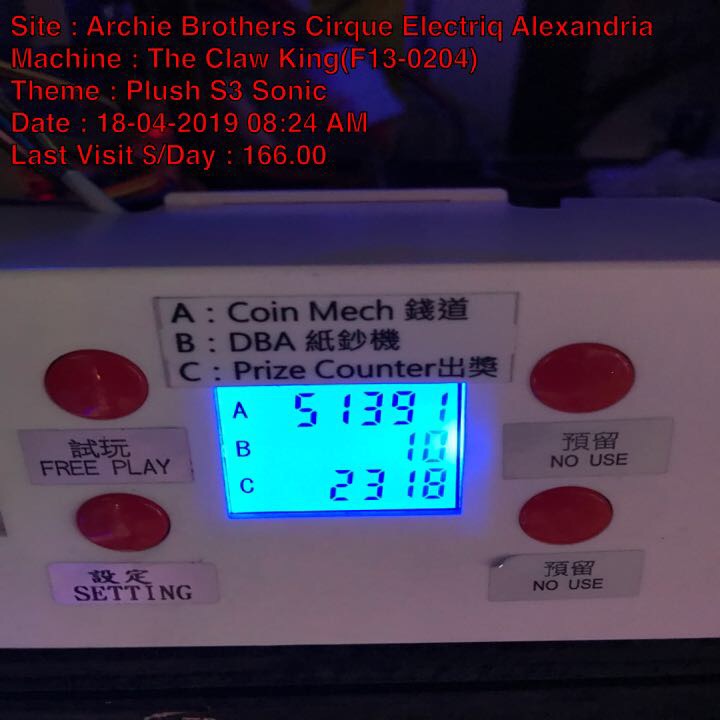 Site : Archie Brothers Cirque Electriq Alexandria
Machine : The Claw King(F13-0204)
Theme : Plush S3 Sonic
Date : 18-04-2019 08:24 AM
Last Visit $/Day : 166.00
A : Coin Mech 錢道
B : DBA 紙鈔機
C : Prize Counter出獎
A 51391
B 10
C 2318
試玩
FREE PLAY
預留
NO USE
設定
SETTING
預留
NO USE